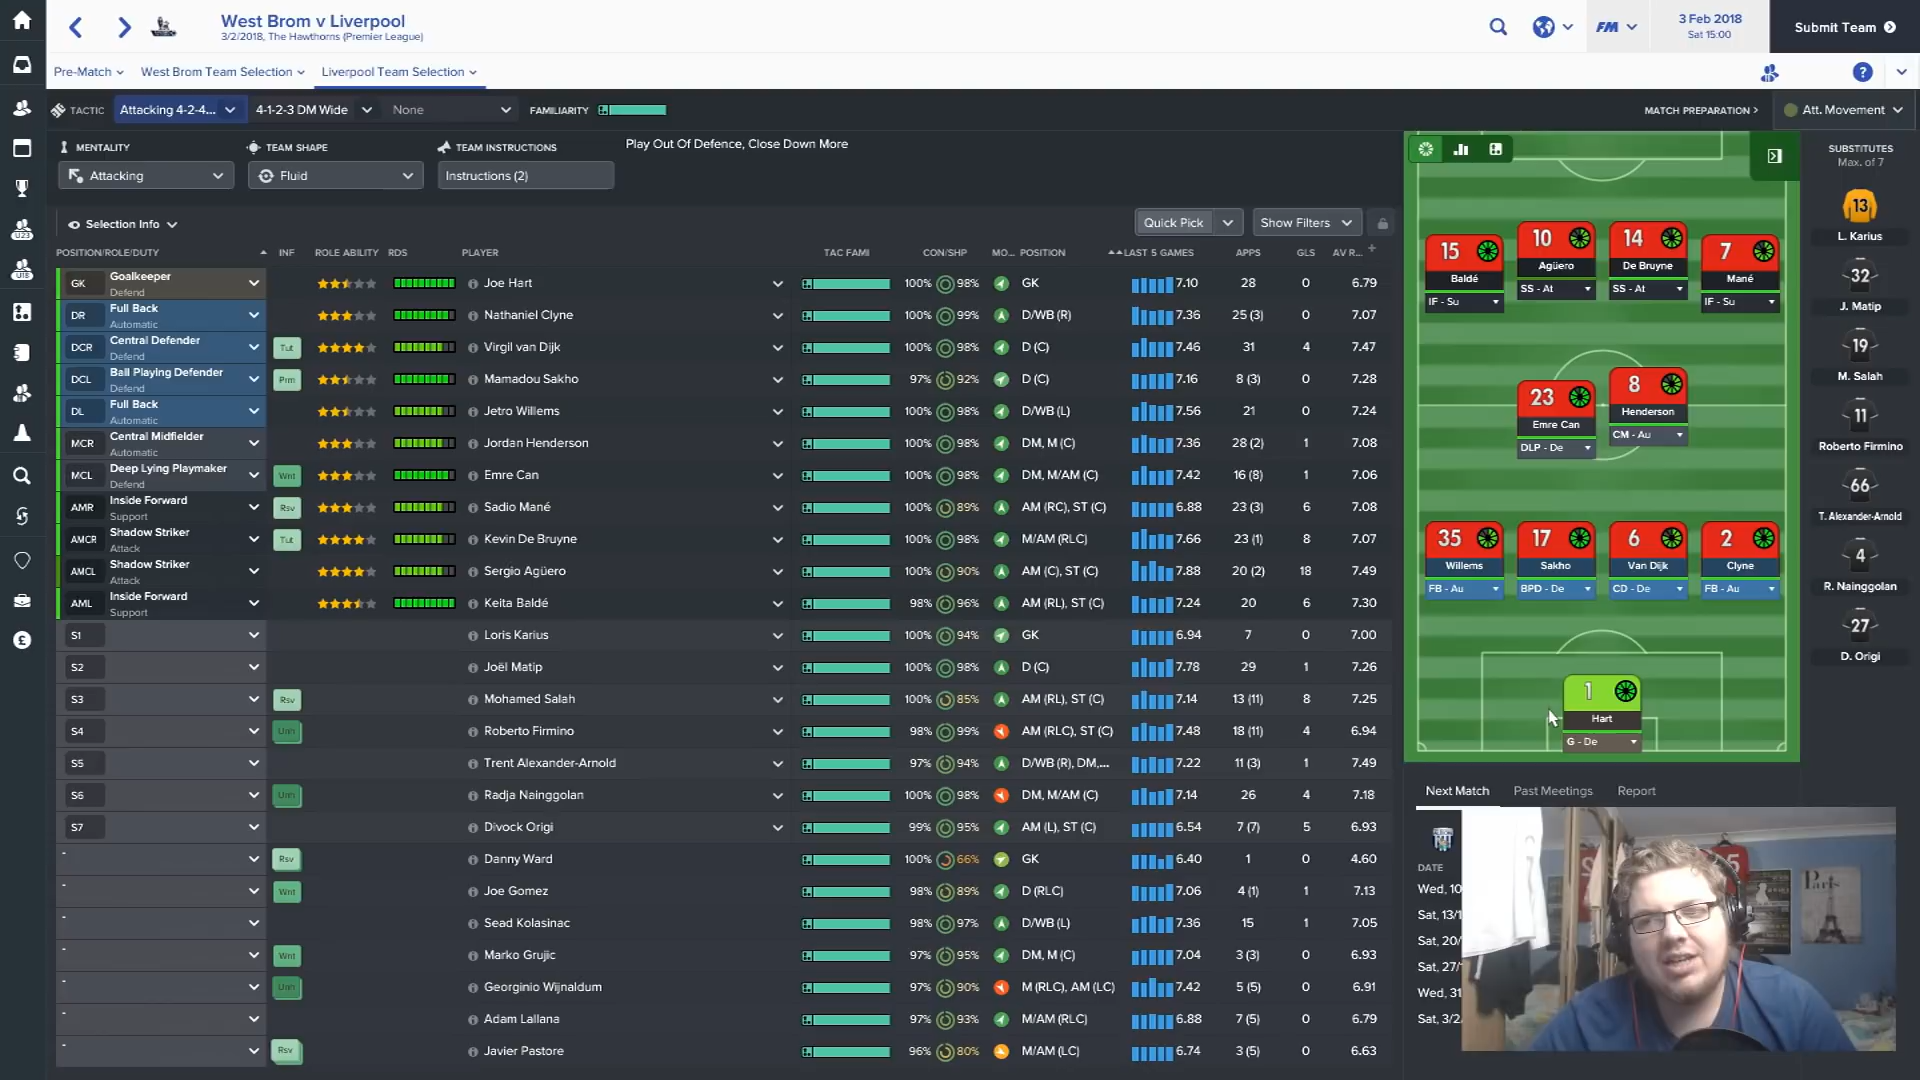 West Brom v Liverpool
3/2/2018, The Hawthorns (Premier League)
FM
3 Feb 2018
Sat 15:00
Submit Team
Pre-Match
West Brom Team Selection
Liverpool Team Selection
?
TACTIC
Attacking 4-2-4...
4-1-2-3 DM Wide
None
FAMILIARITY
MATCH PREPARATION >
Att. Movement
MENTALITY
TEAM SHAPE
TEAM INSTRUCTIONS
Play Out Of Defence, Close Down More
Attacking
Fluid
Instructions (2)
Selection Info
Quick Pick
Show Filters
POSITION/ROLE/DUTY INF ROLE ABILITY RDS PLAYER TAC FAMI CON/SHP MO... POSITION LAST 5 GAMES APPS GLS AV R...
GK Goalkeeper Defend Joe Hart 100% 98% GK 7.10 28 0 6.79
DR Full Back Automatic Nathaniel Clyne 100% 99% D/WB (R) 7.36 25 (3) 0 7.07
DCR Central Defender Defend Tut Virgil van Dijk 100% 98% D (C) 7.46 31 4 7.47
DCL Ball Playing Defender Defend Prm Mamadou Sakho 97% 92% D (C) 7.16 8 (3) 0 7.28
DL Full Back Automatic Jetro Willems 100% 98% D/WB (L) 7.56 21 0 7.24
MCR Central Midfielder Automatic Jordan Henderson 100% 98% DM, M (C) 7.36 28 (2) 1 7.08
MCL Deep Lying Playmaker Defend Wnt Emre Can 100% 98% DM, M/AM (C) 7.42 16 (8) 1 7.06
AMR Inside Forward Support Rsv Sadio Mané 100% 89% AM (RC), ST (C) 6.88 23 (3) 6 7.08
AMCR Shadow Striker Attack Tut Kevin De Bruyne 100% 98% M/AM (RLC) 7.66 23 (1) 8 7.07
AMCL Shadow Striker Attack Sergio Agüero 100% 90% AM (C), ST (C) 7.88 20 (2) 18 7.49
AML Inside Forward Support Keita Baldé 98% 96% AM (RL), ST (C) 7.24 20 6 7.30
S1 Loris Karius 100% 94% GK 6.94 7 0 7.00
S2 Joël Matip 100% 98% D (C) 7.78 29 1 7.26
S3 Rsv Mohamed Salah 100% 85% AM (RL), ST (C) 7.14 13 (11) 8 7.25
S4 Unh Roberto Firmino 98% 99% AM (RLC), ST (C) 7.48 18 (11) 4 6.94
S5 Trent Alexander-Arnold 97% 94% D/WB (R), DM,... 7.22 11 (3) 1 7.49
S6 Unh Radja Nainggolan 100% 98% DM, M/AM (C) 7.14 26 4 7.18
S7 Divock Origi 99% 95% AM (L), ST (C) 6.54 7 (7) 5 6.93
- Rsv Danny Ward 100% 66% GK 6.40 1 0 4.60
- Wnt Joe Gomez 98% 89% D (RLC) 7.06 4 (1) 1 7.13
- Sead Kolasinac 98% 97% D/WB (L) 7.36 15 1 7.05
- Wnt Marko Grujic 97% 95% DM, M (C) 7.04 3 (3) 0 6.93
- Unh Georginio Wijnaldum 97% 90% M (RLC), AM (LC) 7.42 5 (5) 0 6.91
- Adam Lallana 97% 93% M/AM (RLC) 6.88 7 (5) 0 6.79
- Rsv Javier Pastore 96% 80% M/AM (LC) 6.74 3 (5) 0 6.63
15 10 14 7
Baldé Agüero De Bruyne Mané
IF - Su SS - At SS - At IF - Su
23 8
Emre Can Henderson
DLP - De CM - Au
35 17 6 2
Willems Sakho Van Dijk Clyne
FB - Au BPD - De CD - De FB - Au
1
Hart
G - De
SUBSTITUTES
Max. of 7
13
L. Karius
32
J. Matip
19
M. Salah
11
Roberto Firmino
66
T. Alexander-Arnold
4
R. Nainggolan
27
D. Origi
Next Match
Past Meetings
Report
DATE
Wed, 10
Sat, 13/1
Sat, 20/
Sat, 27/
Wed, 31
Sat, 3/2
Paris
U23
U18